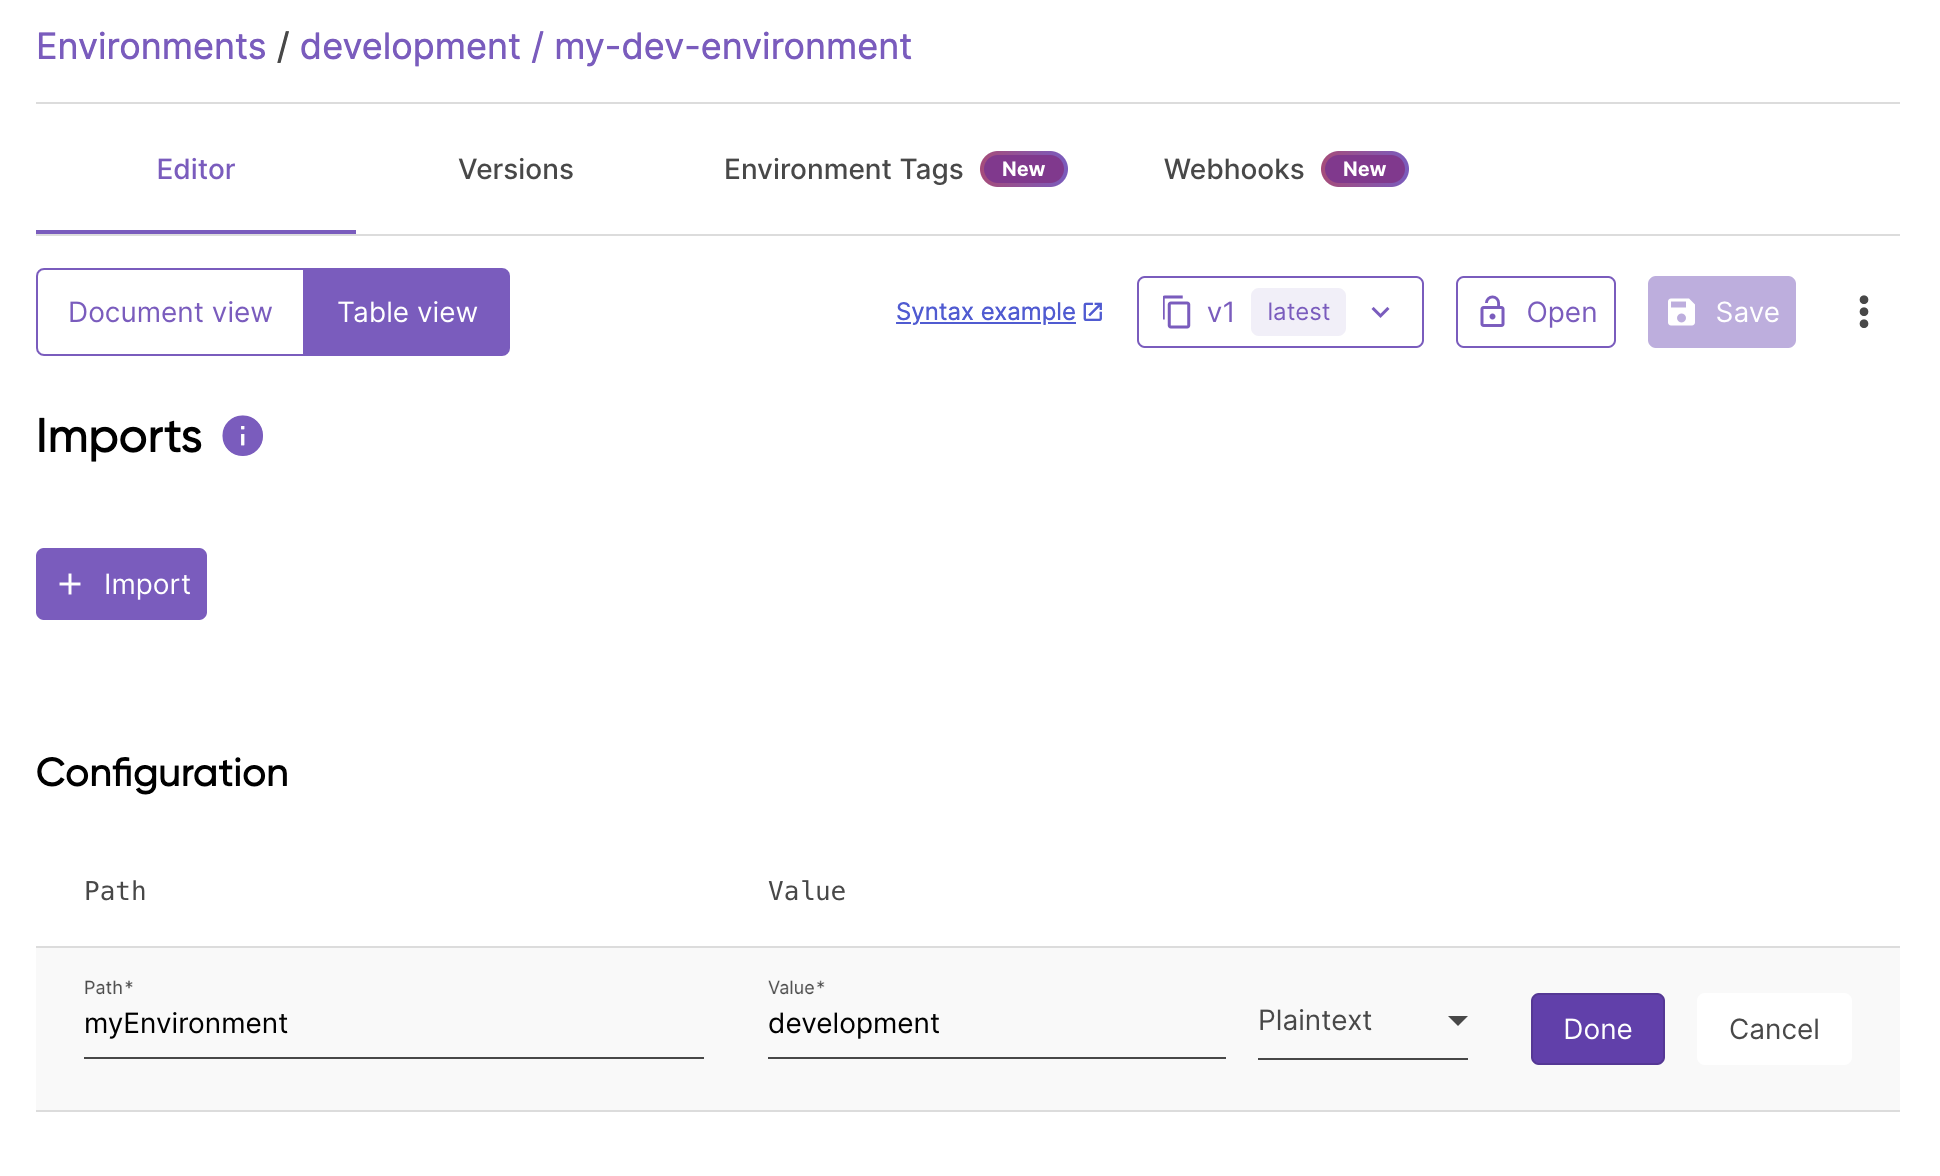 Environments / development / my-dev-environment
Editor Versions Environment Tags New Webhooks New
Document view Table view Syntax example v1 latest Open Save
Imports i
+ Import
Configuration
Path Value
Path* Value*
myEnvironment development Plaintext Done Cancel